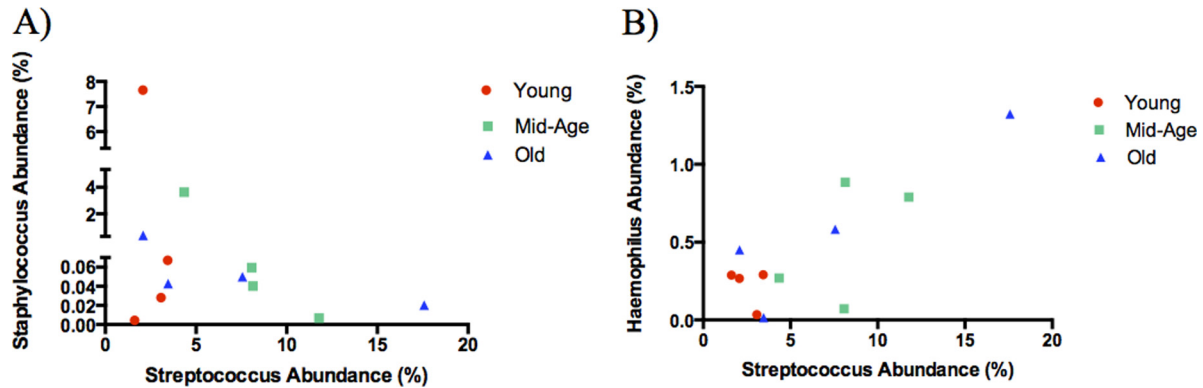 A)
Staphylococcus Abundance (%)
8
7
6
4
2
0.06
0.04
0.02
0.00
0
5
10
15
20
Streptococcus Abundance (%)
Young
Mid-Age
Old
B)
Haemophilus Abundance (%)
1.5
1.0
0.5
0.0
0
5
10
15
20
Streptococcus Abundance (%)
Young
Mid-Age
Old